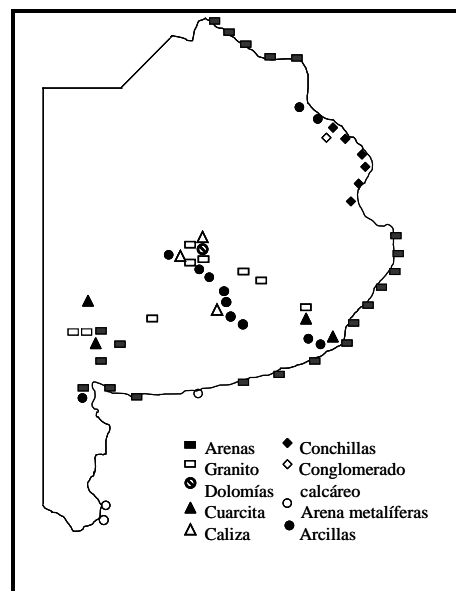 Arenas
Granito
Dolomías
Cuarcita
Caliza
Conchillas
Conglomerado
calcáreo
Arena metalíferas
Arcillas